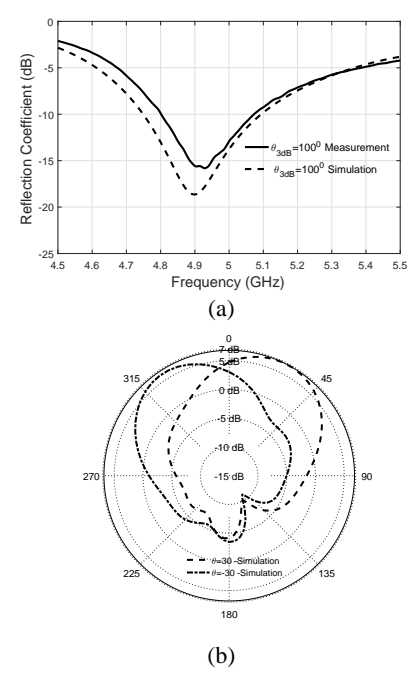 0
-5
-10
-15
-20
-25
Reflection Coefficient (dB)
θ3dB=100⁰ Measurement
θ3dB=100⁰ Simulation
4.5 4.6 4.7 4.8 4.9 5 5.1 5.2 5.3 5.4 5.5
Frequency (GHz)
(a)
0
7 dB
5 dB
315
45
0 dB
-5 dB
-10 dB
270
-15 dB
90
θ=30 -Simulation
θ=-30 -Simulation
225
135
180
(b)